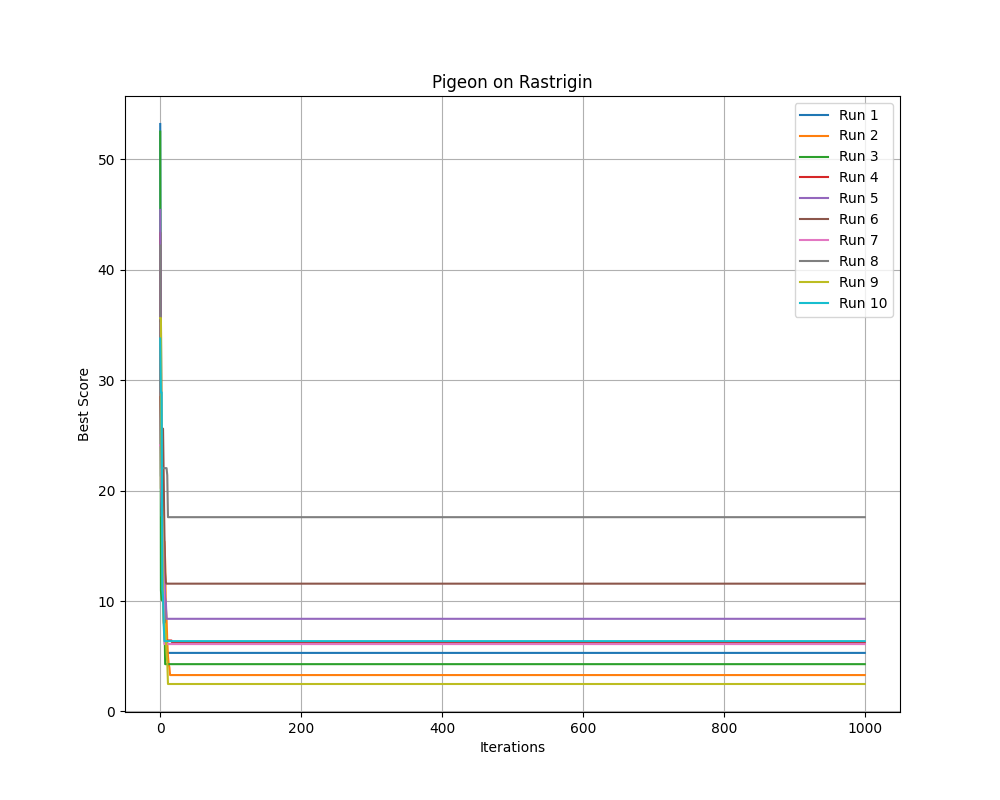 Pigeon on Rastrigin
Run 1
Run 2
Run 3
Run 4
Run 5
Run 6
Run 7
Run 8
Run 9
Run 10
Best Score
50
40
30
20
10
0
0 200 400 600 800 1000
Iterations